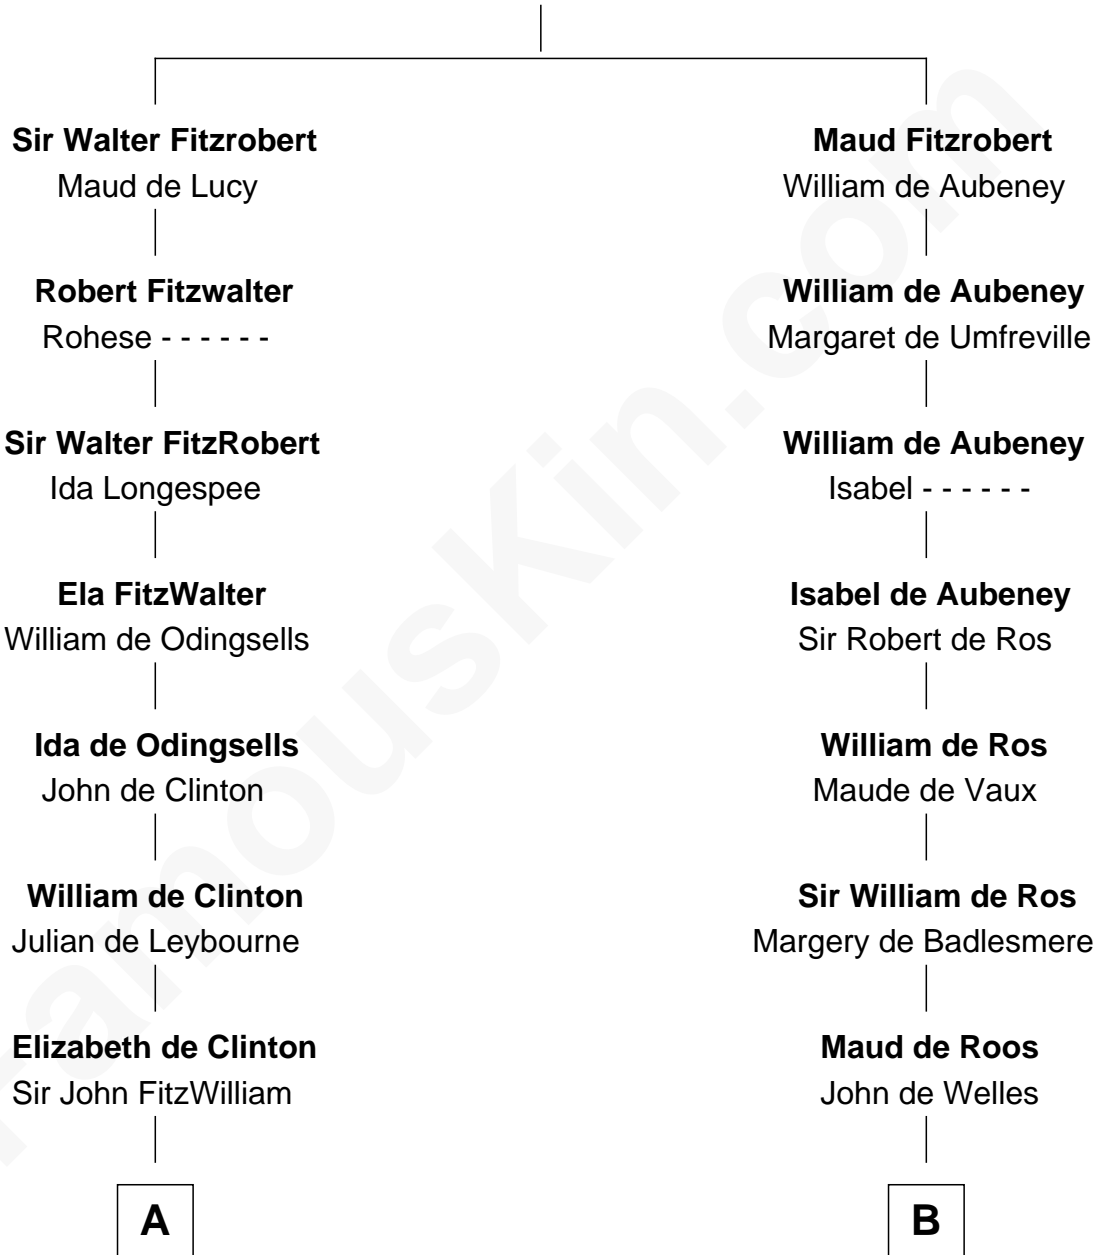 Sir Walter Fitzrobert
Maud de Lucy
Robert Fitzwalter
Rohese - - - - - -
Sir Walter FitzRobert
Ida Longespee
Ela FitzWalter
William de Odingsells
Ida de Odingsells
John de Clinton
William de Clinton
Julian de Leybourne
Elizabeth de Clinton
Sir John FitzWilliam
A
Maud Fitzrobert
William de Aubeney
William de Aubeney
Margaret de Umfreville
William de Aubeney
Isabel - - - - - -
Isabel de Aubeney
Sir Robert de Ros
William de Ros
Maude de Vaux
Sir William de Ros
Margery de Badlesmere
Maud de Roos
John de Welles
B
FamousKin.com